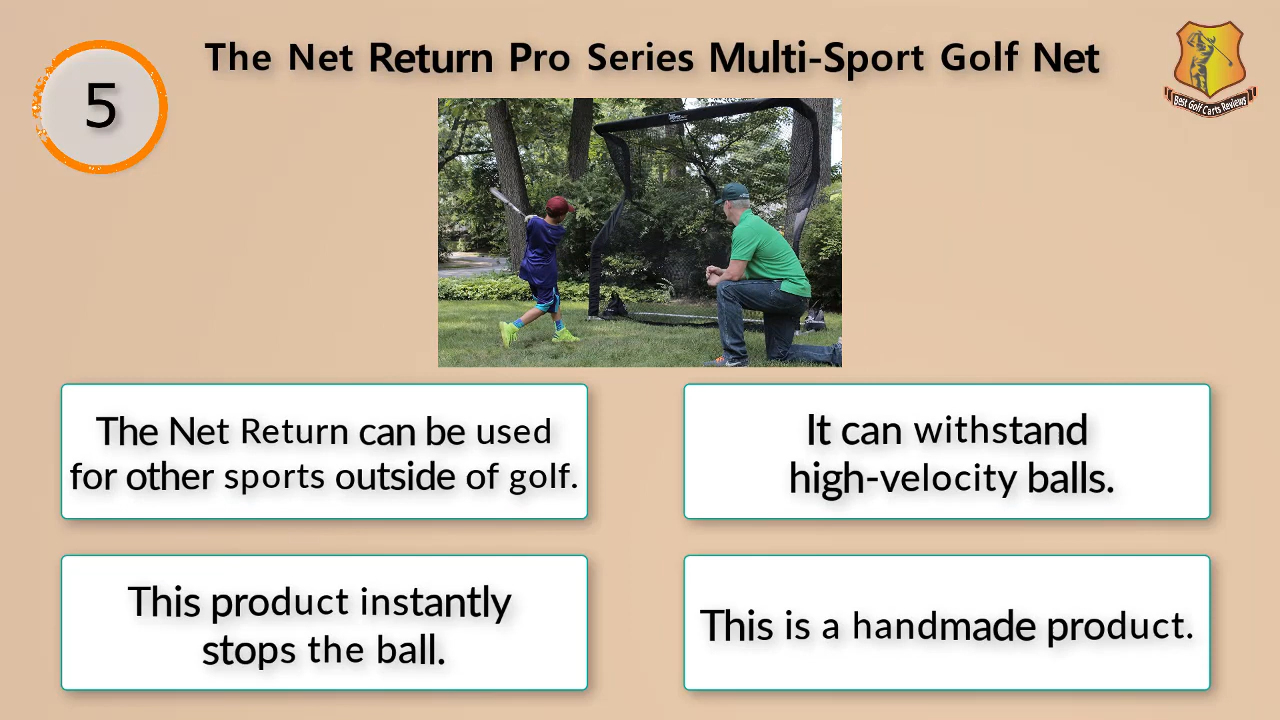 5
The Net Return Pro Series Multi-Sport Golf Net
Best Golf Carts Reviews
The Net Return can be used
for other sports outside of golf.
It can withstand
high-velocity balls.
This product instantly
stops the ball.
This is a handmade product.